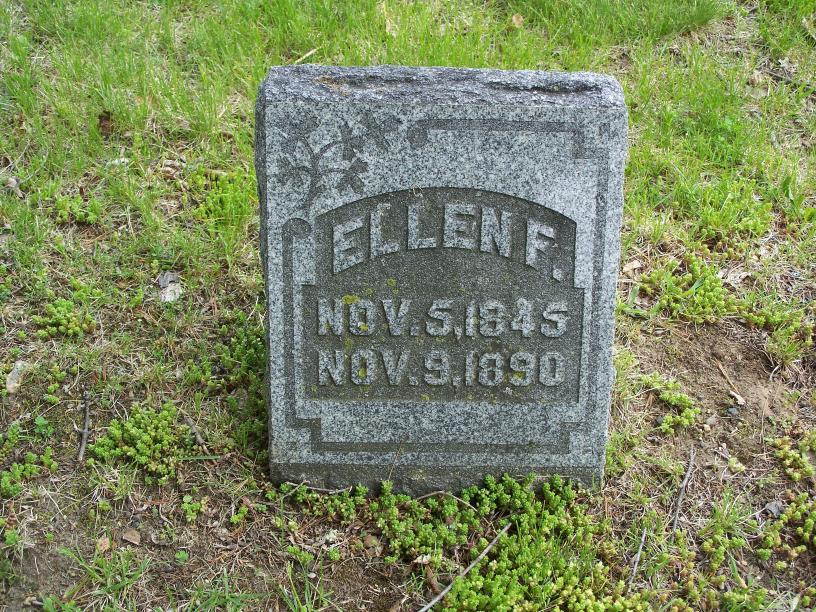 ELLEN F.
NOV. 5, 1845
NOV. 9, 1890